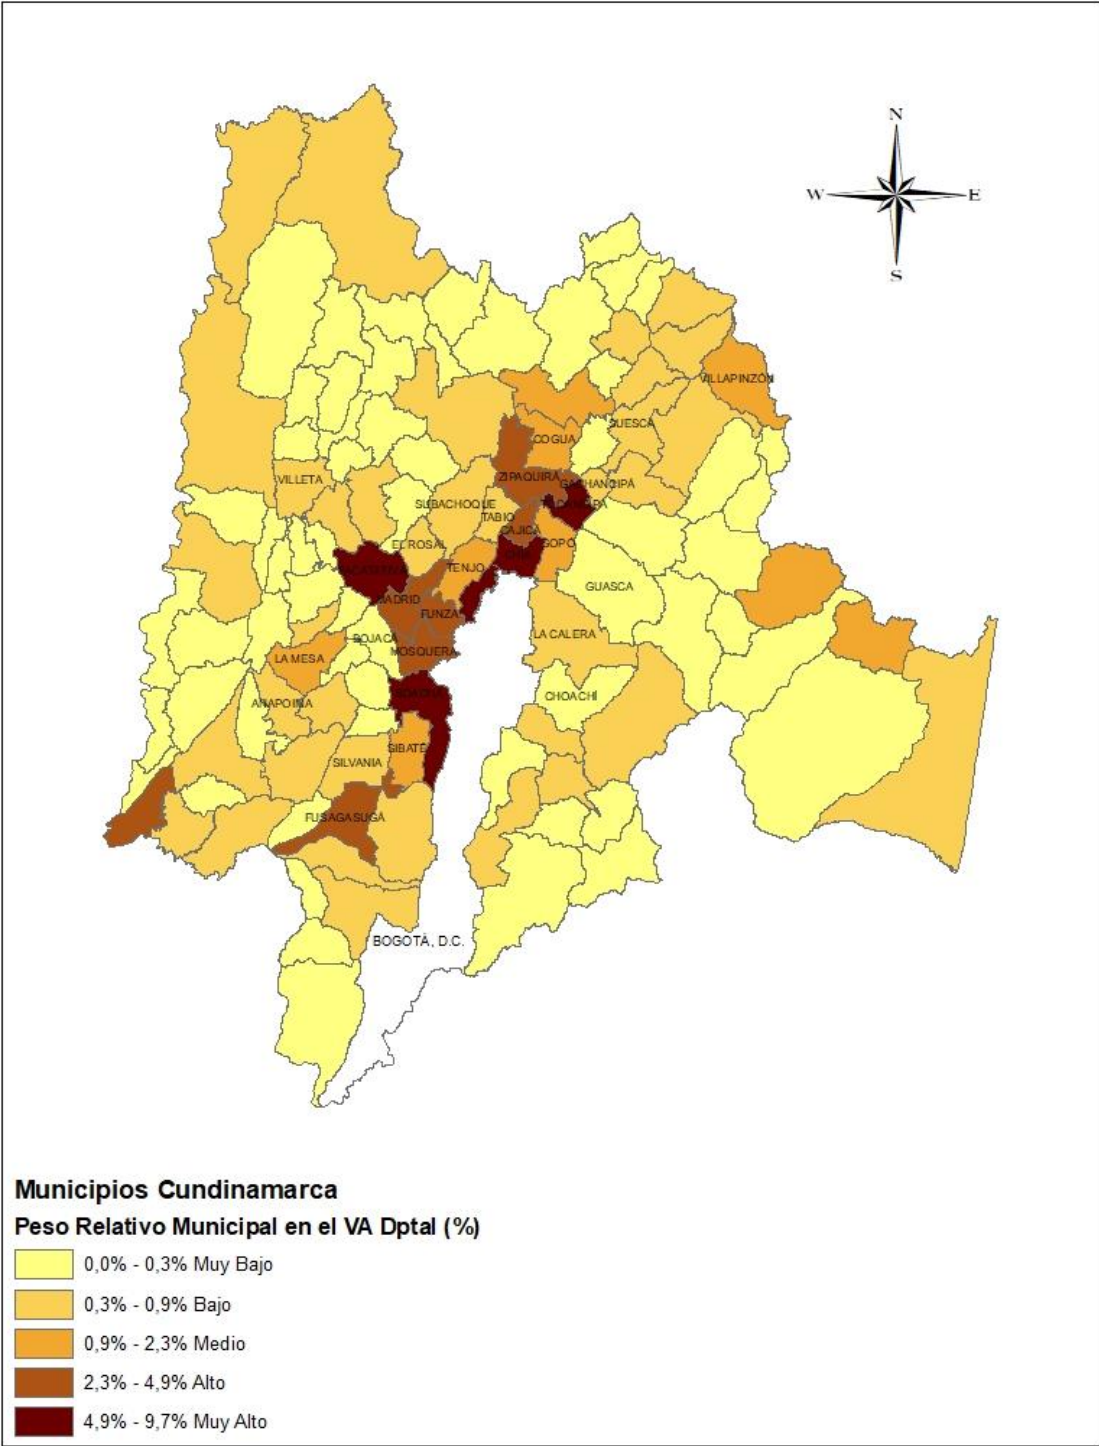 N
W
E
S
VILLAPINZÓN
SUESCA
COGUA
ZIPAQUIRÁ
GACHANCIPÁ
VILLETA
SUBACHOQUE
TABIO
CAJICÁ
SOPÓ
EL ROSAL
CHÍA
TENJO
GUASCA
MADRID
FUNZA
LA CALERA
BOJACÁ
MOSQUERA
LA MESA
SOACHA
CHOACHÍ
ANAPOIMA
SIBATÉ
SILVANIA
FUSAGASUGÁ
BOGOTÁ, D.C.
Municipios Cundinamarca
Peso Relativo Municipal en el VA Dptal (%)
0,0% - 0,3% Muy Bajo
0,3% - 0,9% Bajo
0,9% - 2,3% Medio
2,3% - 4,9% Alto
4,9% - 9,7% Muy Alto